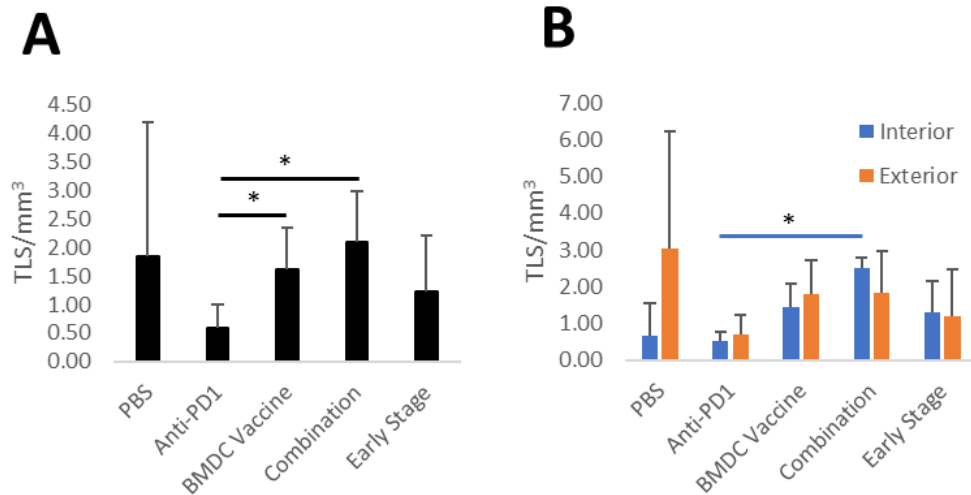 A
TLS/mm³
4.50
4.00
3.50
3.00
2.50
2.00
1.50
1.00
0.50
0.00
*
*
PBS
Anti-PD1
BMDC Vaccine
Combination
Early Stage
B
TLS/mm³
7.00
6.00
5.00
4.00
3.00
2.00
1.00
0.00
Interior
Exterior
*
PBS
Anti-PD1
BMDC Vaccine
Combination
Early Stage